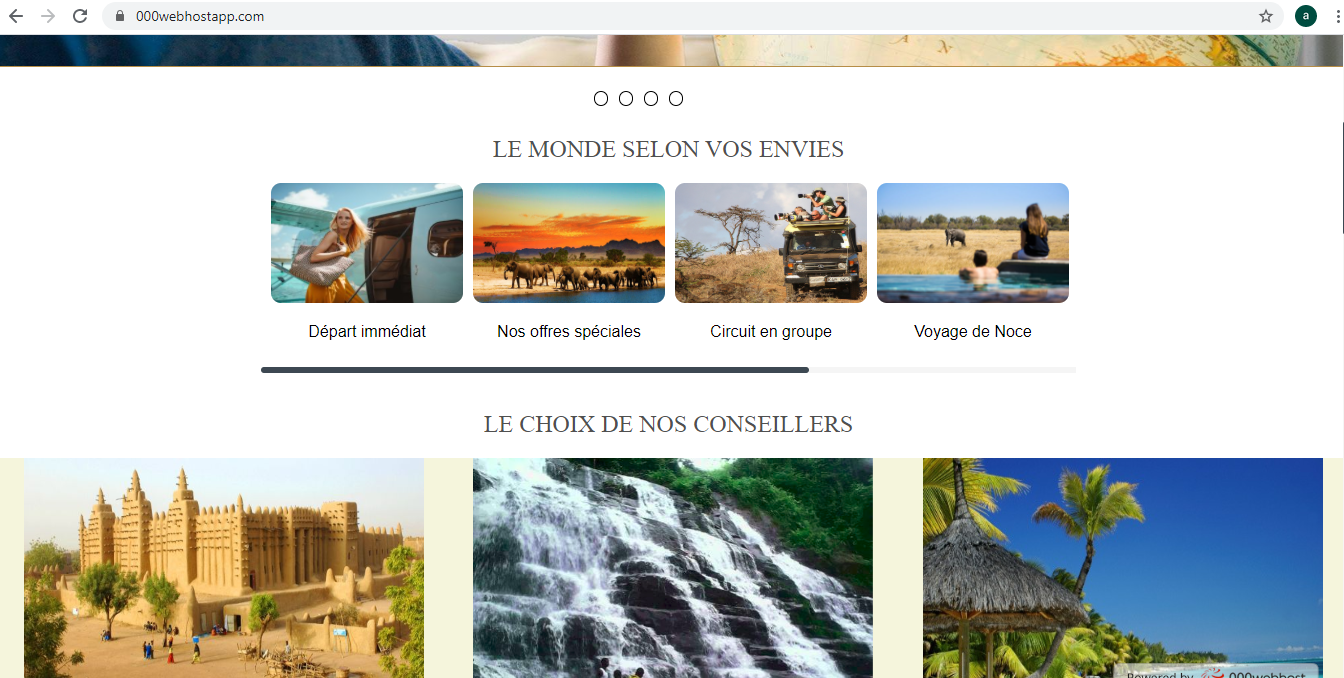 000webhostapp.com
a
LE MONDE SELON VOS ENVIES
Départ immédiat
Nos offres spéciales
Circuit en groupe
Voyage de Noce
LE CHOIX DE NOS CONSEILLERS
Powered by 000webhost